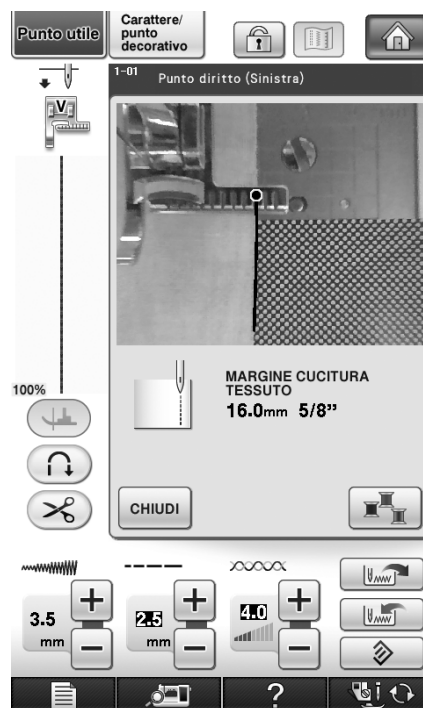 Punto utile
Carattere/
punto
decorativo
1-01 Punto diritto (Sinistra)
V
100%
MARGINE CUCITURA
TESSUTO
16.0mm 5/8"
CHIUDI
3.5
mm
2.5
mm
4.0
?